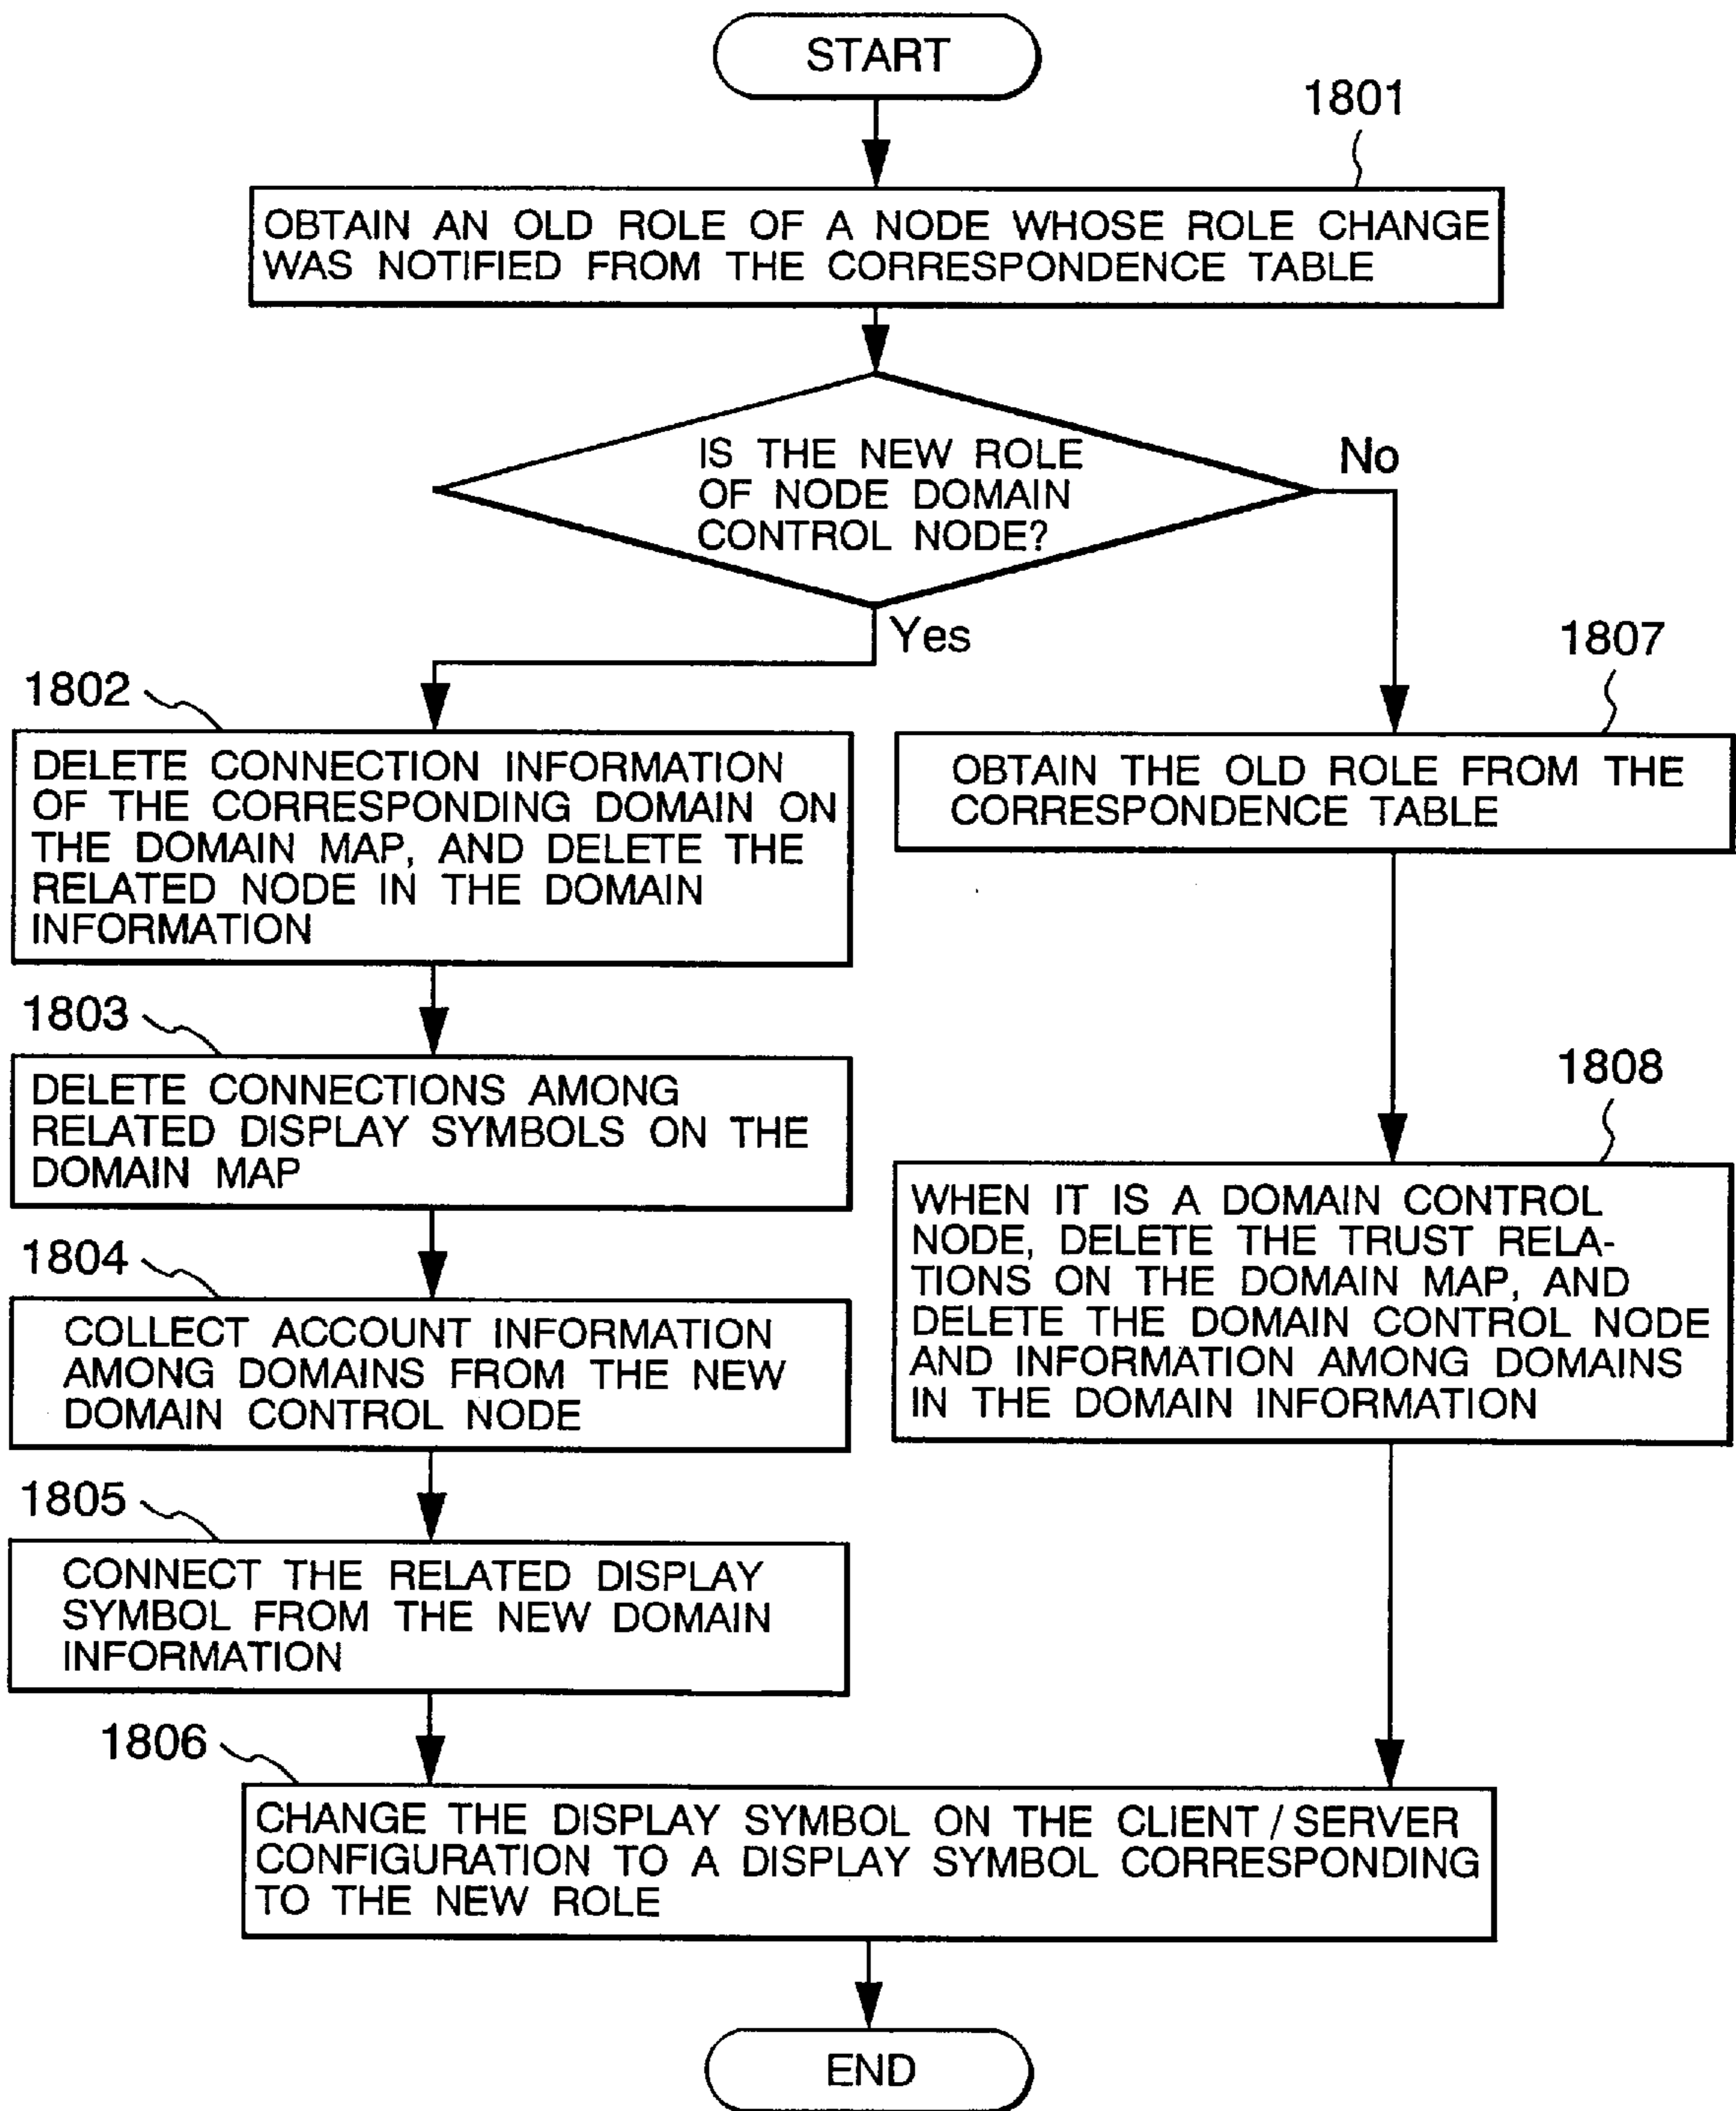 START
1801
OBTAIN AN OLD ROLE OF A NODE WHOSE ROLE CHANGE
WAS NOTIFIED FROM THE CORRESPONDENCE TABLE
IS THE NEW ROLE
OF NODE DOMAIN
CONTROL NODE?
No
Yes
1802
DELETE CONNECTION INFORMATION
OF THE CORRESPONDING DOMAIN ON
THE DOMAIN MAP, AND DELETE THE
RELATED NODE IN THE DOMAIN
INFORMATION
1803
DELETE CONNECTIONS AMONG
RELATED DISPLAY SYMBOLS ON THE
DOMAIN MAP
1804
COLLECT ACCOUNT INFORMATION
AMONG DOMAINS FROM THE NEW
DOMAIN CONTROL NODE
1805
CONNECT THE RELATED DISPLAY
SYMBOL FROM THE NEW DOMAIN
INFORMATION
1807
OBTAIN THE OLD ROLE FROM THE
CORRESPONDENCE TABLE
1808
WHEN IT IS A DOMAIN CONTROL
NODE, DELETE THE TRUST RELA-
TIONS ON THE DOMAIN MAP, AND
DELETE THE DOMAIN CONTROL NODE
AND INFORMATION AMONG DOMAINS
IN THE DOMAIN INFORMATION
1806
CHANGE THE DISPLAY SYMBOL ON THE CLIENT / SERVER
CONFIGURATION TO A DISPLAY SYMBOL CORRESPONDING
TO THE NEW ROLE
END